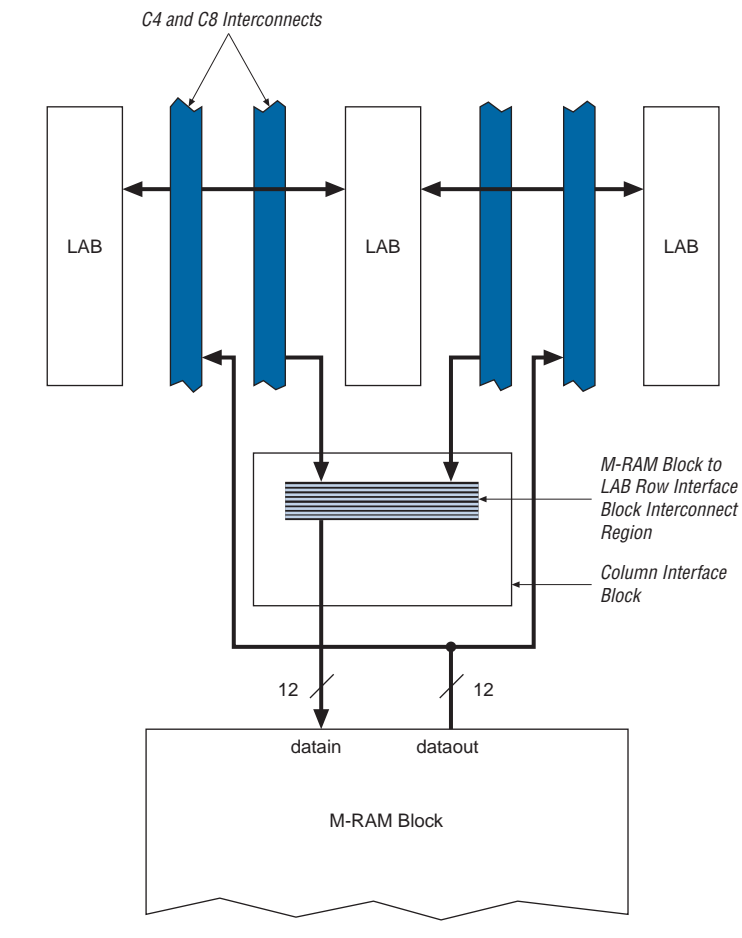 C4 and C8 Interconnects
LAB
LAB
LAB
M-RAM Block to
LAB Row Interface
Block Interconnect
Region
Column Interface
Block
12
12
datain
dataout
M-RAM Block